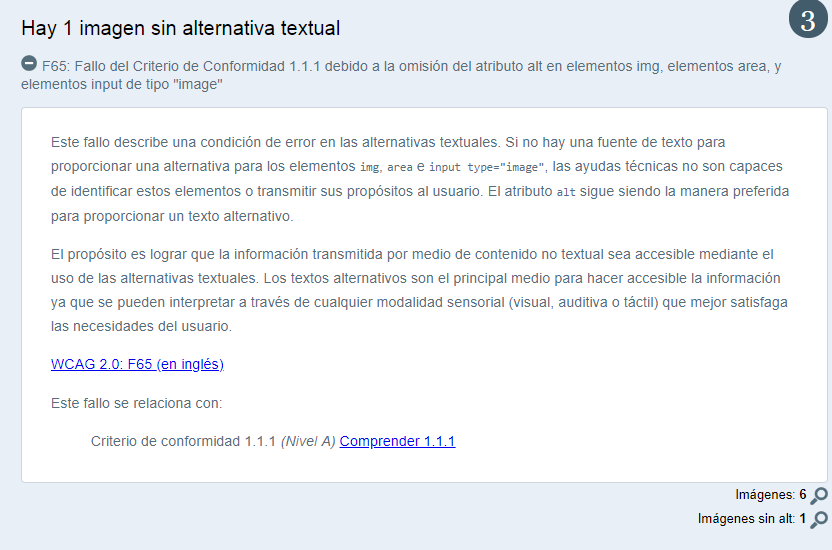 Hay 1 imagen sin alternativa textual
3
F65: Fallo del Criterio de Conformidad 1.1.1 debido a la omisión del atributo alt en elementos img, elementos area, y
elementos input de tipo "image"
Este fallo describe una condición de error en las alternativas textuales. Si no hay una fuente de texto para
proporcionar una alternativa para los elementos img, area e input type="image", las ayudas técnicas no son capaces
de identificar estos elementos o transmitir sus propósitos al usuario. El atributo alt sigue siendo la manera preferida
para proporcionar un texto alternativo.
El propósito es lograr que la información transmitida por medio de contenido no textual sea accesible mediante el
uso de las alternativas textuales. Los textos alternativos son el principal medio para hacer accesible la información
ya que se pueden interpretar a través de cualquier modalidad sensorial (visual, auditiva o táctil) que mejor satisfaga
las necesidades del usuario.
WCAG 2.0: F65 (en inglés)
Este fallo se relaciona con:
Criterio de conformidad 1.1.1 (Nivel A) Comprender 1.1.1
Imágenes: 6
Imágenes sin alt: 1